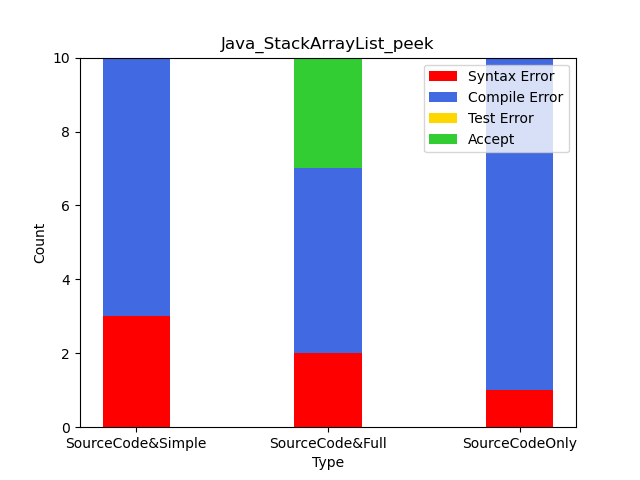 Java_StackArrayList_peek
Syntax Error
Compile Error
Test Error
Accept
Count
10
8
6
4
2
0
SourceCode&Simple
SourceCode&Full
SourceCodeOnly
Type